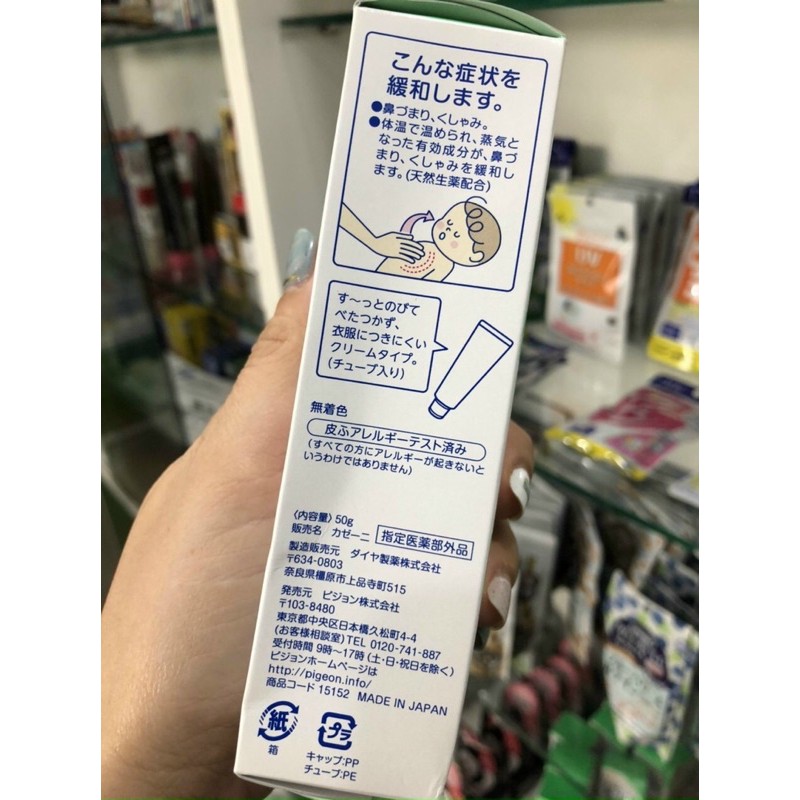 こんな症状を
緩和します。
●鼻づまり、くしゃみ。
●体温で温められ、蒸気と
なった有効成分が、鼻づ
まり、くしゃみを緩和しま
す。(天然生薬配合)
す〜っとのびて
べたつかず、
衣服につきにくい
クリームタイプ。
(チューブ入り)
無着色
皮ふアレルギーテスト済み
(すべての方にアレルギーが起きないと
いうわけではありません)
〈内容量〉50g
販売名 カゼーニ 指定医薬部外品
製造販売元 ダイヤ製薬株式会社
〒634-0803
奈良県橿原市上品寺町515
発売元 ピジョン株式会社
〒103-8480
東京都中央区日本橋久松町4-4
(お客様相談室)TEL 0120-741-887
受付時間 9時〜17時(土・日・祝日を除く)
ピジョンホームページは
http://pigeon.info/
商品コード 15152 MADE IN JAPAN
紙
箱
プラ
キャップ:PP
チューブ:PE